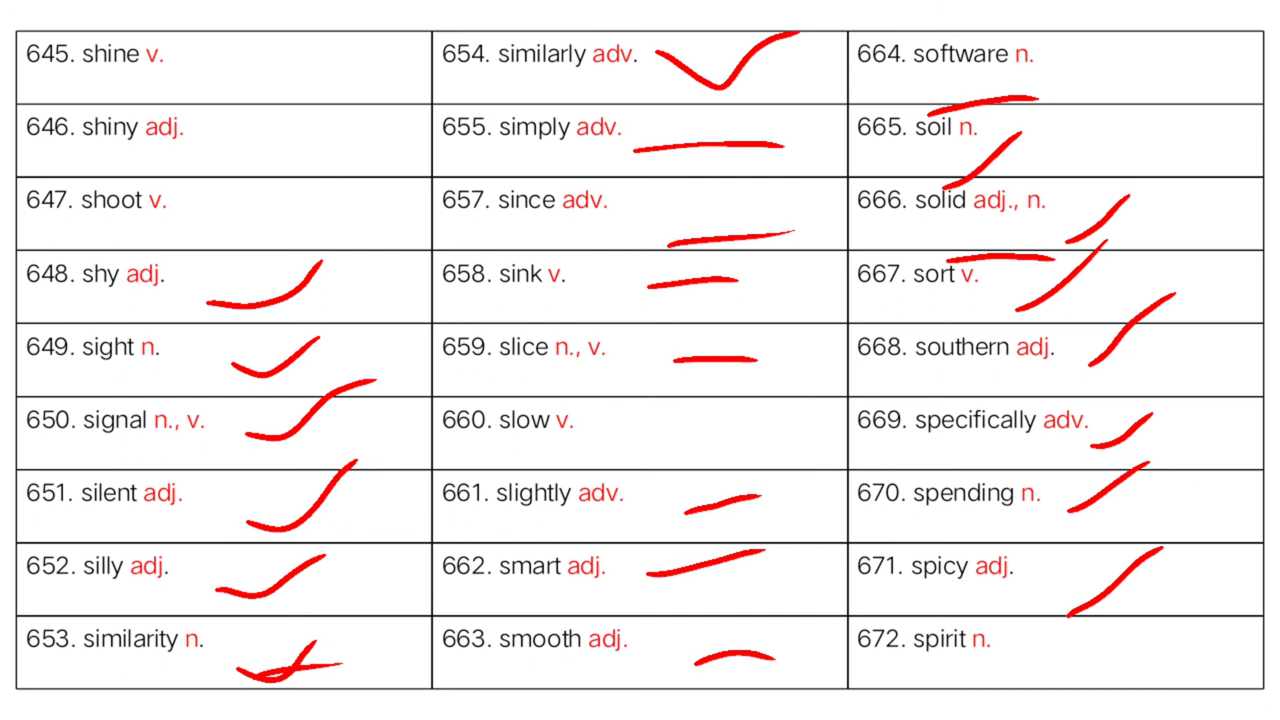 645. shine v.
646. shiny adj.
647. shoot v.
648. shy adj.
649. sight n.
650. signal n., v.
651. silent adj.
652. silly adj.
653. similarity n.
654. similarly adv.
655. simply adv.
657. since adv.
658. sink v.
659. slice n., v.
660. slow v.
661. slightly adv.
662. smart adj.
663. smooth adj.
664. software n.
665. soil n.
666. solid adj., n.
667. sort v.
668. southern adj.
669. specifically adv.
670. spending n.
671. spicy adj.
672. spirit n.